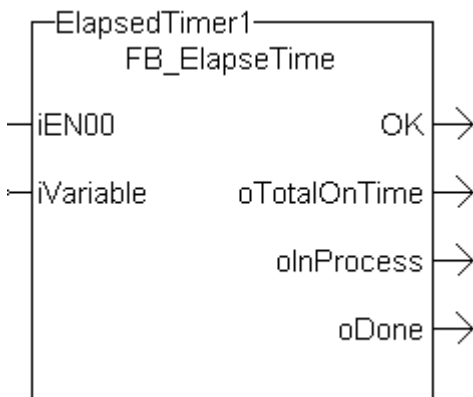 ElapsedTimer1
FB_ElapseTime
iEN00 OK
iVariable oTotalOnTime
oInProcess
oDone